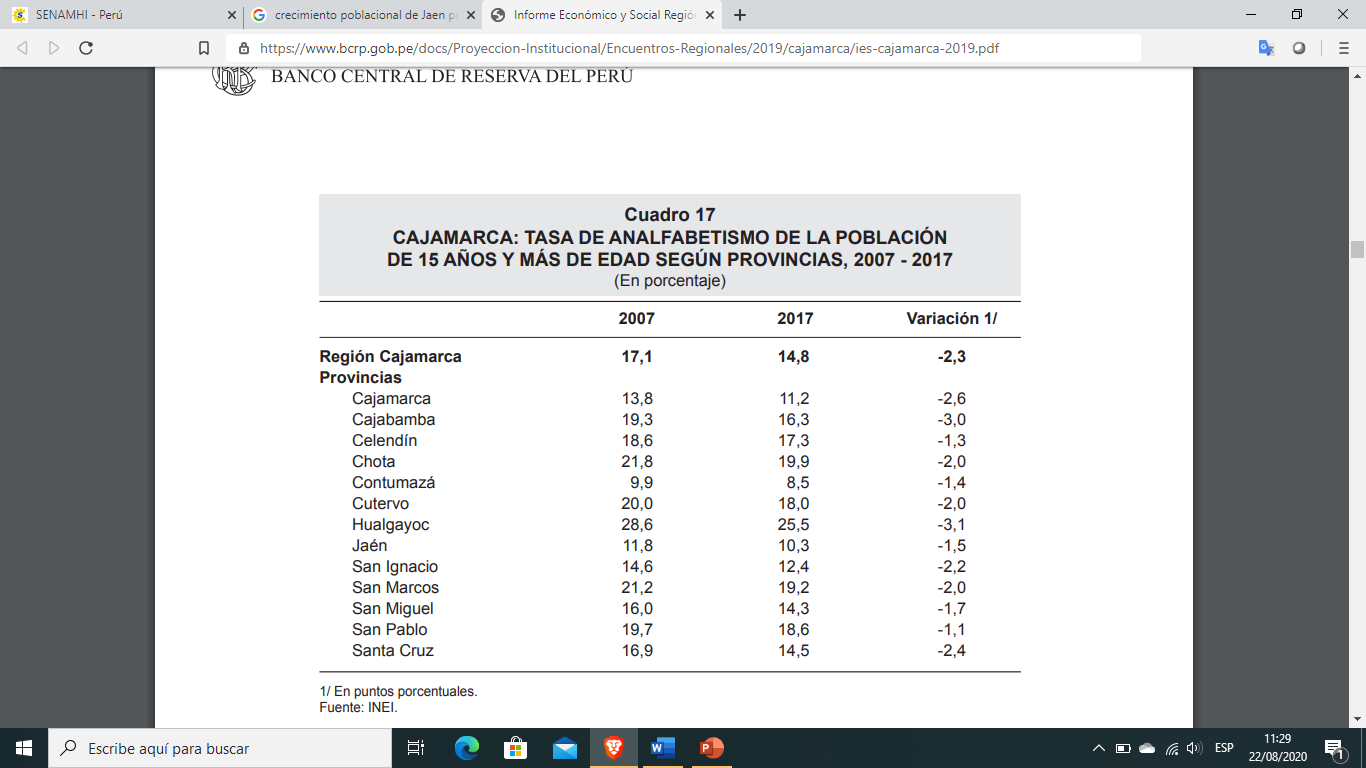 SENAMHI - Perú
crecimiento poblacional de Jaen p
Informe Económico y Social Regió
https://www.bcrp.gob.pe/docs/Proyeccion-Institucional/Encuentros-Regionales/2019/cajamarca/ies-cajamarca-2019.pdf
BANCO CENTRAL DE RESERVA DEL PERÚ
Cuadro 17
CAJAMARCA: TASA DE ANALFABETISMO DE LA POBLACIÓN
DE 15 AÑOS Y MÁS DE EDAD SEGÚN PROVINCIAS, 2007 - 2017
(En porcentaje)
2007 2017 Variación 1/
Región Cajamarca 17,1 14,8 -2,3
Provincias
Cajamarca 13,8 11,2 -2,6
Cajabamba 19,3 16,3 -3,0
Celendín 18,6 17,3 -1,3
Chota 21,8 19,9 -2,0
Contumazá 9,9 8,5 -1,4
Cutervo 20,0 18,0 -2,0
Hualgayoc 28,6 25,5 -3,1
Jaén 11,8 10,3 -1,5
San Ignacio 14,6 12,4 -2,2
San Marcos 21,2 19,2 -2,0
San Miguel 16,0 14,3 -1,7
San Pablo 19,7 18,6 -1,1
Santa Cruz 16,9 14,5 -2,4
1/ En puntos porcentuales.
Fuente: INEI.
Escribe aquí para buscar
ESP
11:29
22/08/2020
1